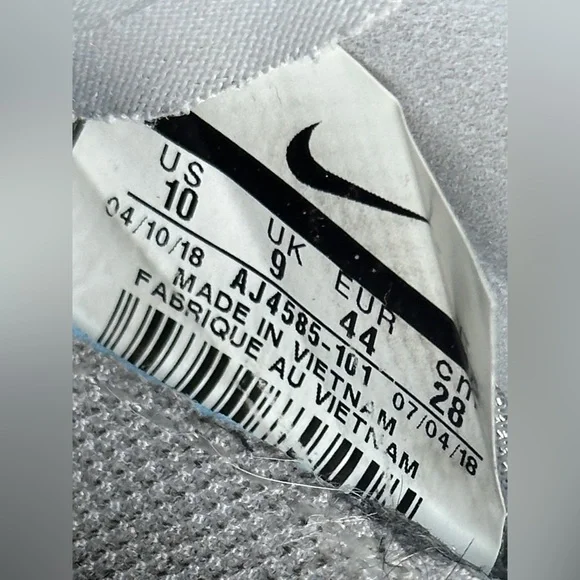 US UK EUR cm
10 9 44 28
04/10/18 AJ4585-101 07/04/18
MADE IN VIETNAM
FABRIQUE AU VIETNAM